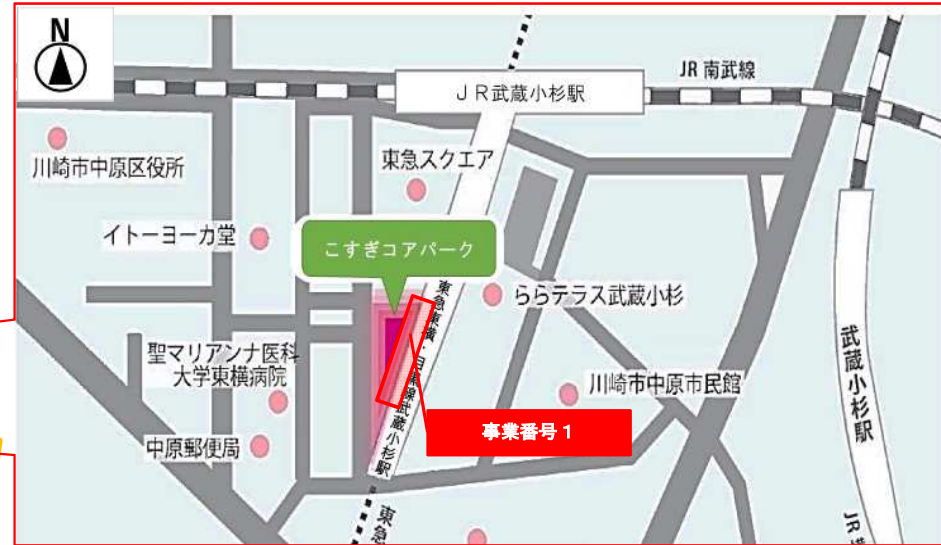 N
JR武蔵小杉駅
JR 南武線
川崎市中原区役所
東急スクエア
イトーヨーカ堂
こすぎコアパーク
ららテラス武蔵小杉
東急東横・目黒線武蔵小杉駅
聖マリアンナ医科
大学東横病院
川崎市中原市民館
武蔵小杉駅
事業番号1
中原郵便局
東急
JR